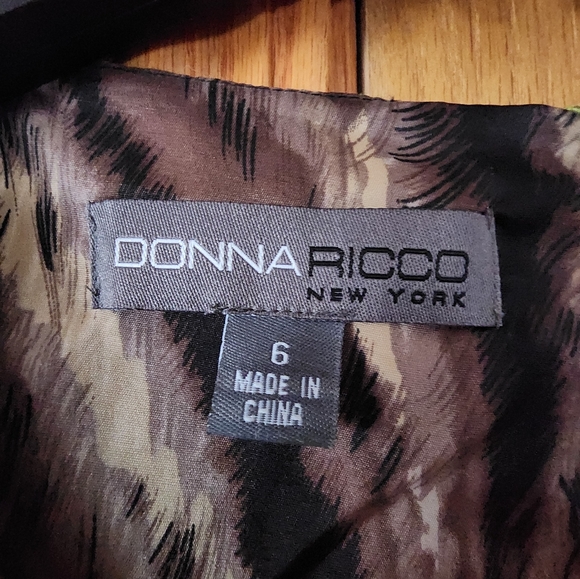 DONNA RICCO
NEW YORK
6
MADE IN
CHINA